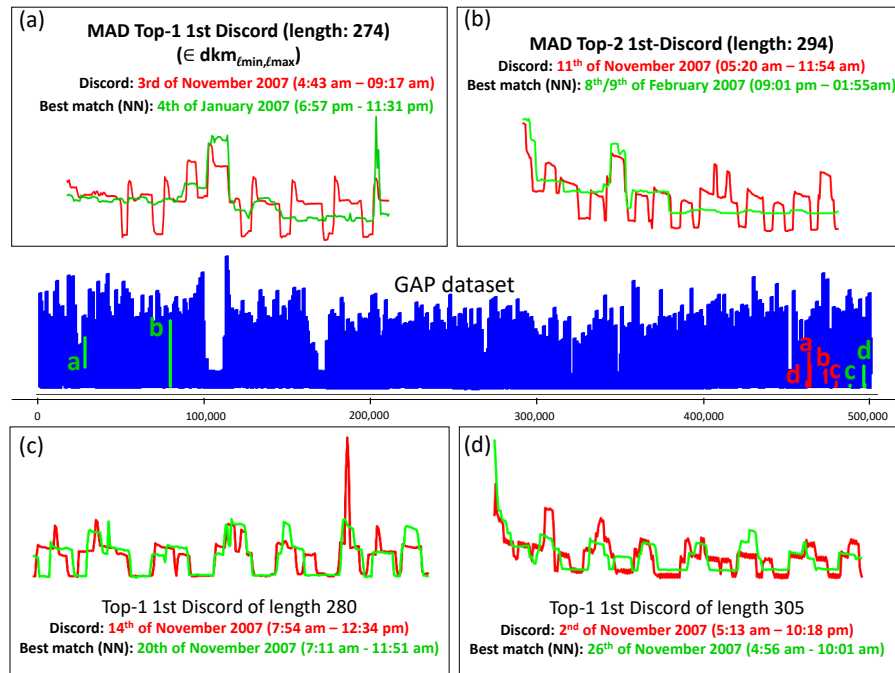 (a)
MAD Top-1 1st Discord (length: 274)
(∈ dkmℓmin,ℓmax)
Discord: 3rd of November 2007 (4:43 am – 09:17 am)
Best match (NN): 4th of January 2007 (6:57 pm - 11:31 pm)
(b)
MAD Top-2 1st-Discord (length: 294)
Discord: 11th of November 2007 (05:20 am – 11:54 am)
Best match (NN): 8th/9th of February 2007 (09:01 pm – 01:55am)
GAP dataset
a
b
d
a
b
c
c
d
0
100,000
200,000
300,000
400,000
500,000
(c)
Top-1 1st Discord of length 280
Discord: 14th of November 2007 (7:54 am – 12:34 pm)
Best match (NN): 20th of November 2007 (7:11 am - 11:51 am)
(d)
Top-1 1st Discord of length 305
Discord: 2nd of November 2007 (5:13 am – 10:18 pm)
Best match (NN): 26th of November 2007 (4:56 am - 10:01 am)